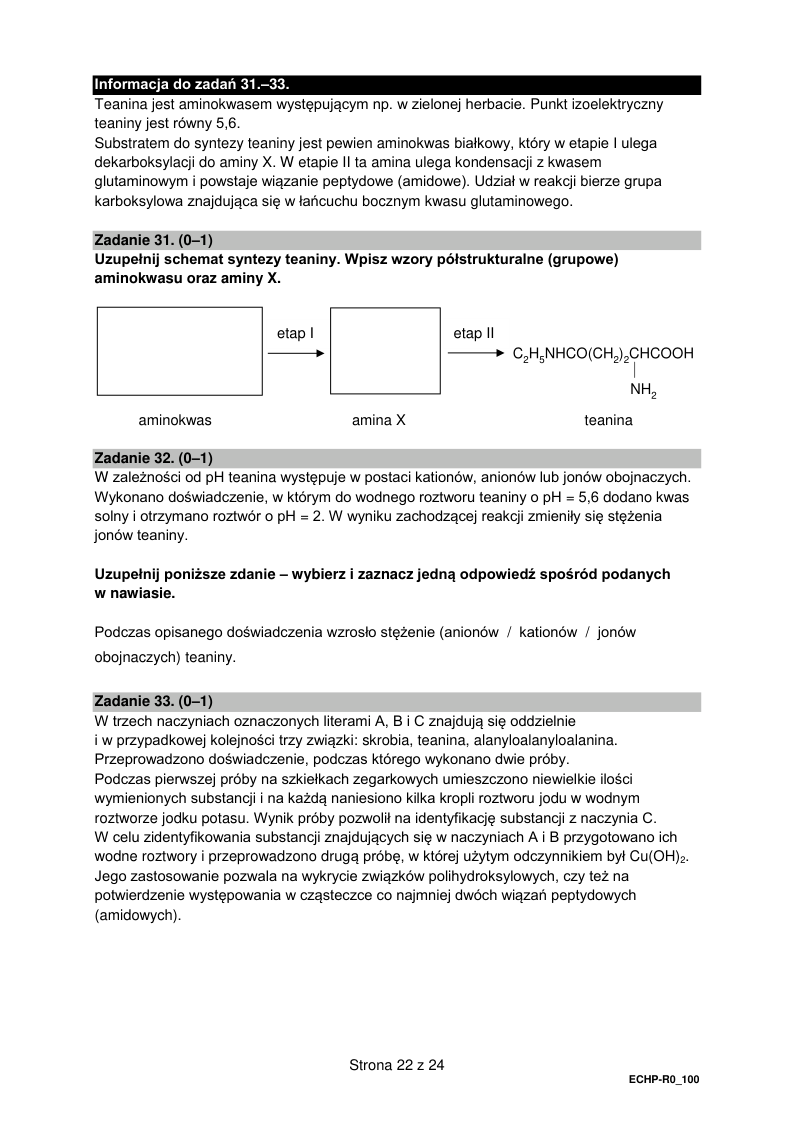 Informacja do zadań 31.–33.
Teanina jest aminokwasem występującym np. w zielonej herbacie. Punkt izoelektryczny
teaniny jest równy 5,6.
Substratem do syntezy teaniny jest pewien aminokwas białkowy, który w etapie I ulega
dekarboksylacji do aminy X. W etapie II ta amina ulega kondensacji z kwasem
glutaminowym i powstaje wiązanie peptydowe (amidowe). Udział w reakcji bierze grupa
karboksylowa znajdująca się w łańcuchu bocznym kwasu glutaminowego.
Zadanie 31. (0–1)
Uzupełnij schemat syntezy teaniny. Wpisz wzory półstrukturalne (grupowe)
aminokwasu oraz aminy X.
etap I etap II
C₂H₅NHCO(CH₂)₂CHCOOH
NH₂
aminokwas amina X teanina
Zadanie 32. (0–1)
W zależności od pH teanina występuje w postaci kationów, anionów lub jonów obojnaczych.
Wykonano doświadczenie, w którym do wodnego roztworu teaniny o pH = 5,6 dodano kwas
solny i otrzymano roztwór o pH = 2. W wyniku zachodzącej reakcji zmieniły się stężenia
jonów teaniny.
Uzupełnij poniższe zdanie – wybierz i zaznacz jedną odpowiedź spośród podanych
w nawiasie.
Podczas opisanego doświadczenia wzrosło stężenie (anionów / kationów / jonów
obojnaczych) teaniny.
Zadanie 33. (0–1)
W trzech naczyniach oznaczonych literami A, B i C znajdują się oddzielnie
i w przypadkowej kolejności trzy związki: skrobia, teanina, alanyloalanyloalanina.
Przeprowadzono doświadczenie, podczas którego wykonano dwie próby.
Podczas pierwszej próby na szkiełkach zegarkowych umieszczono niewielkie ilości
wymienionych substancji i na każdą naniesiono kilka kropli roztworu jodu w wodnym
roztworze jodku potasu. Wynik próby pozwolił na identyfikację substancji z naczynia C.
W celu zidentyfikowania substancji znajdujących się w naczyniach A i B przygotowano ich
wodne roztwory i przeprowadzono drugą próbę, w której użytym odczynnikiem był Cu(OH)₂.
Jego zastosowanie pozwala na wykrycie związków polihydroksylowych, czy też na
potwierdzenie występowania w cząsteczce co najmniej dwóch wiązań peptydowych
(amidowych).
Strona 22 z 24
ECHP-R0_100